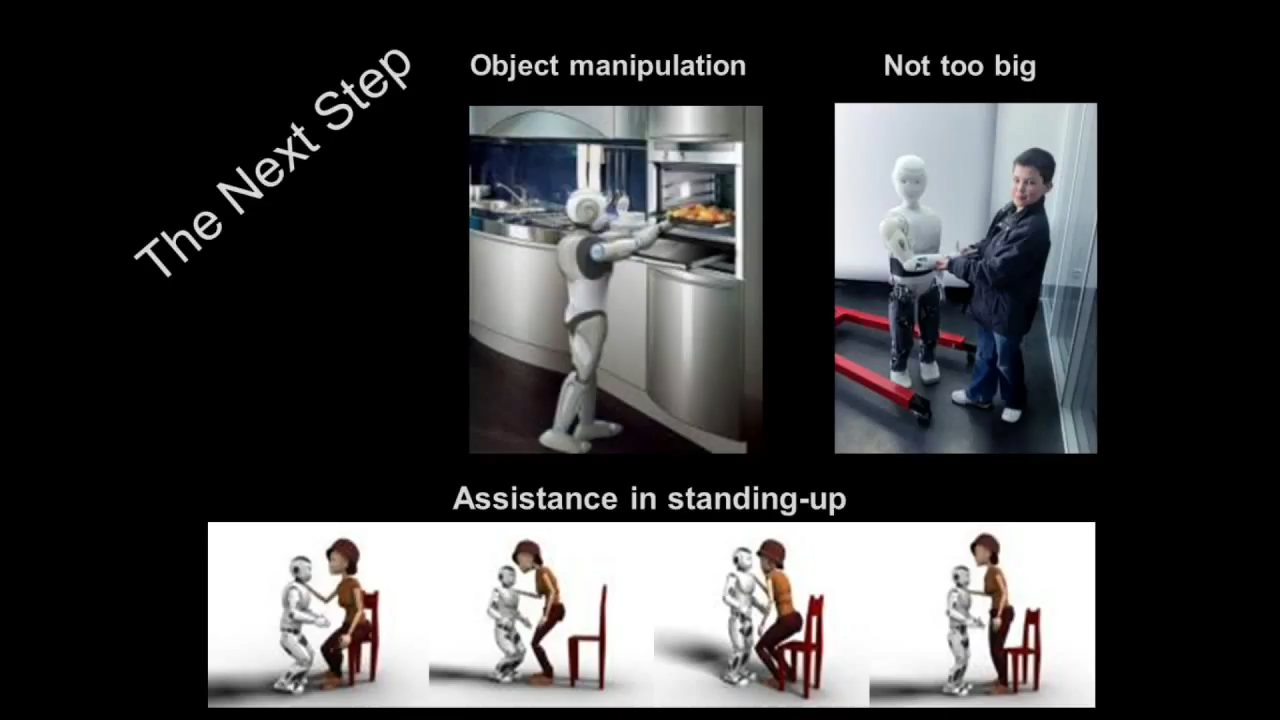 The Next Step
Object manipulation
Not too big
Assistance in standing-up